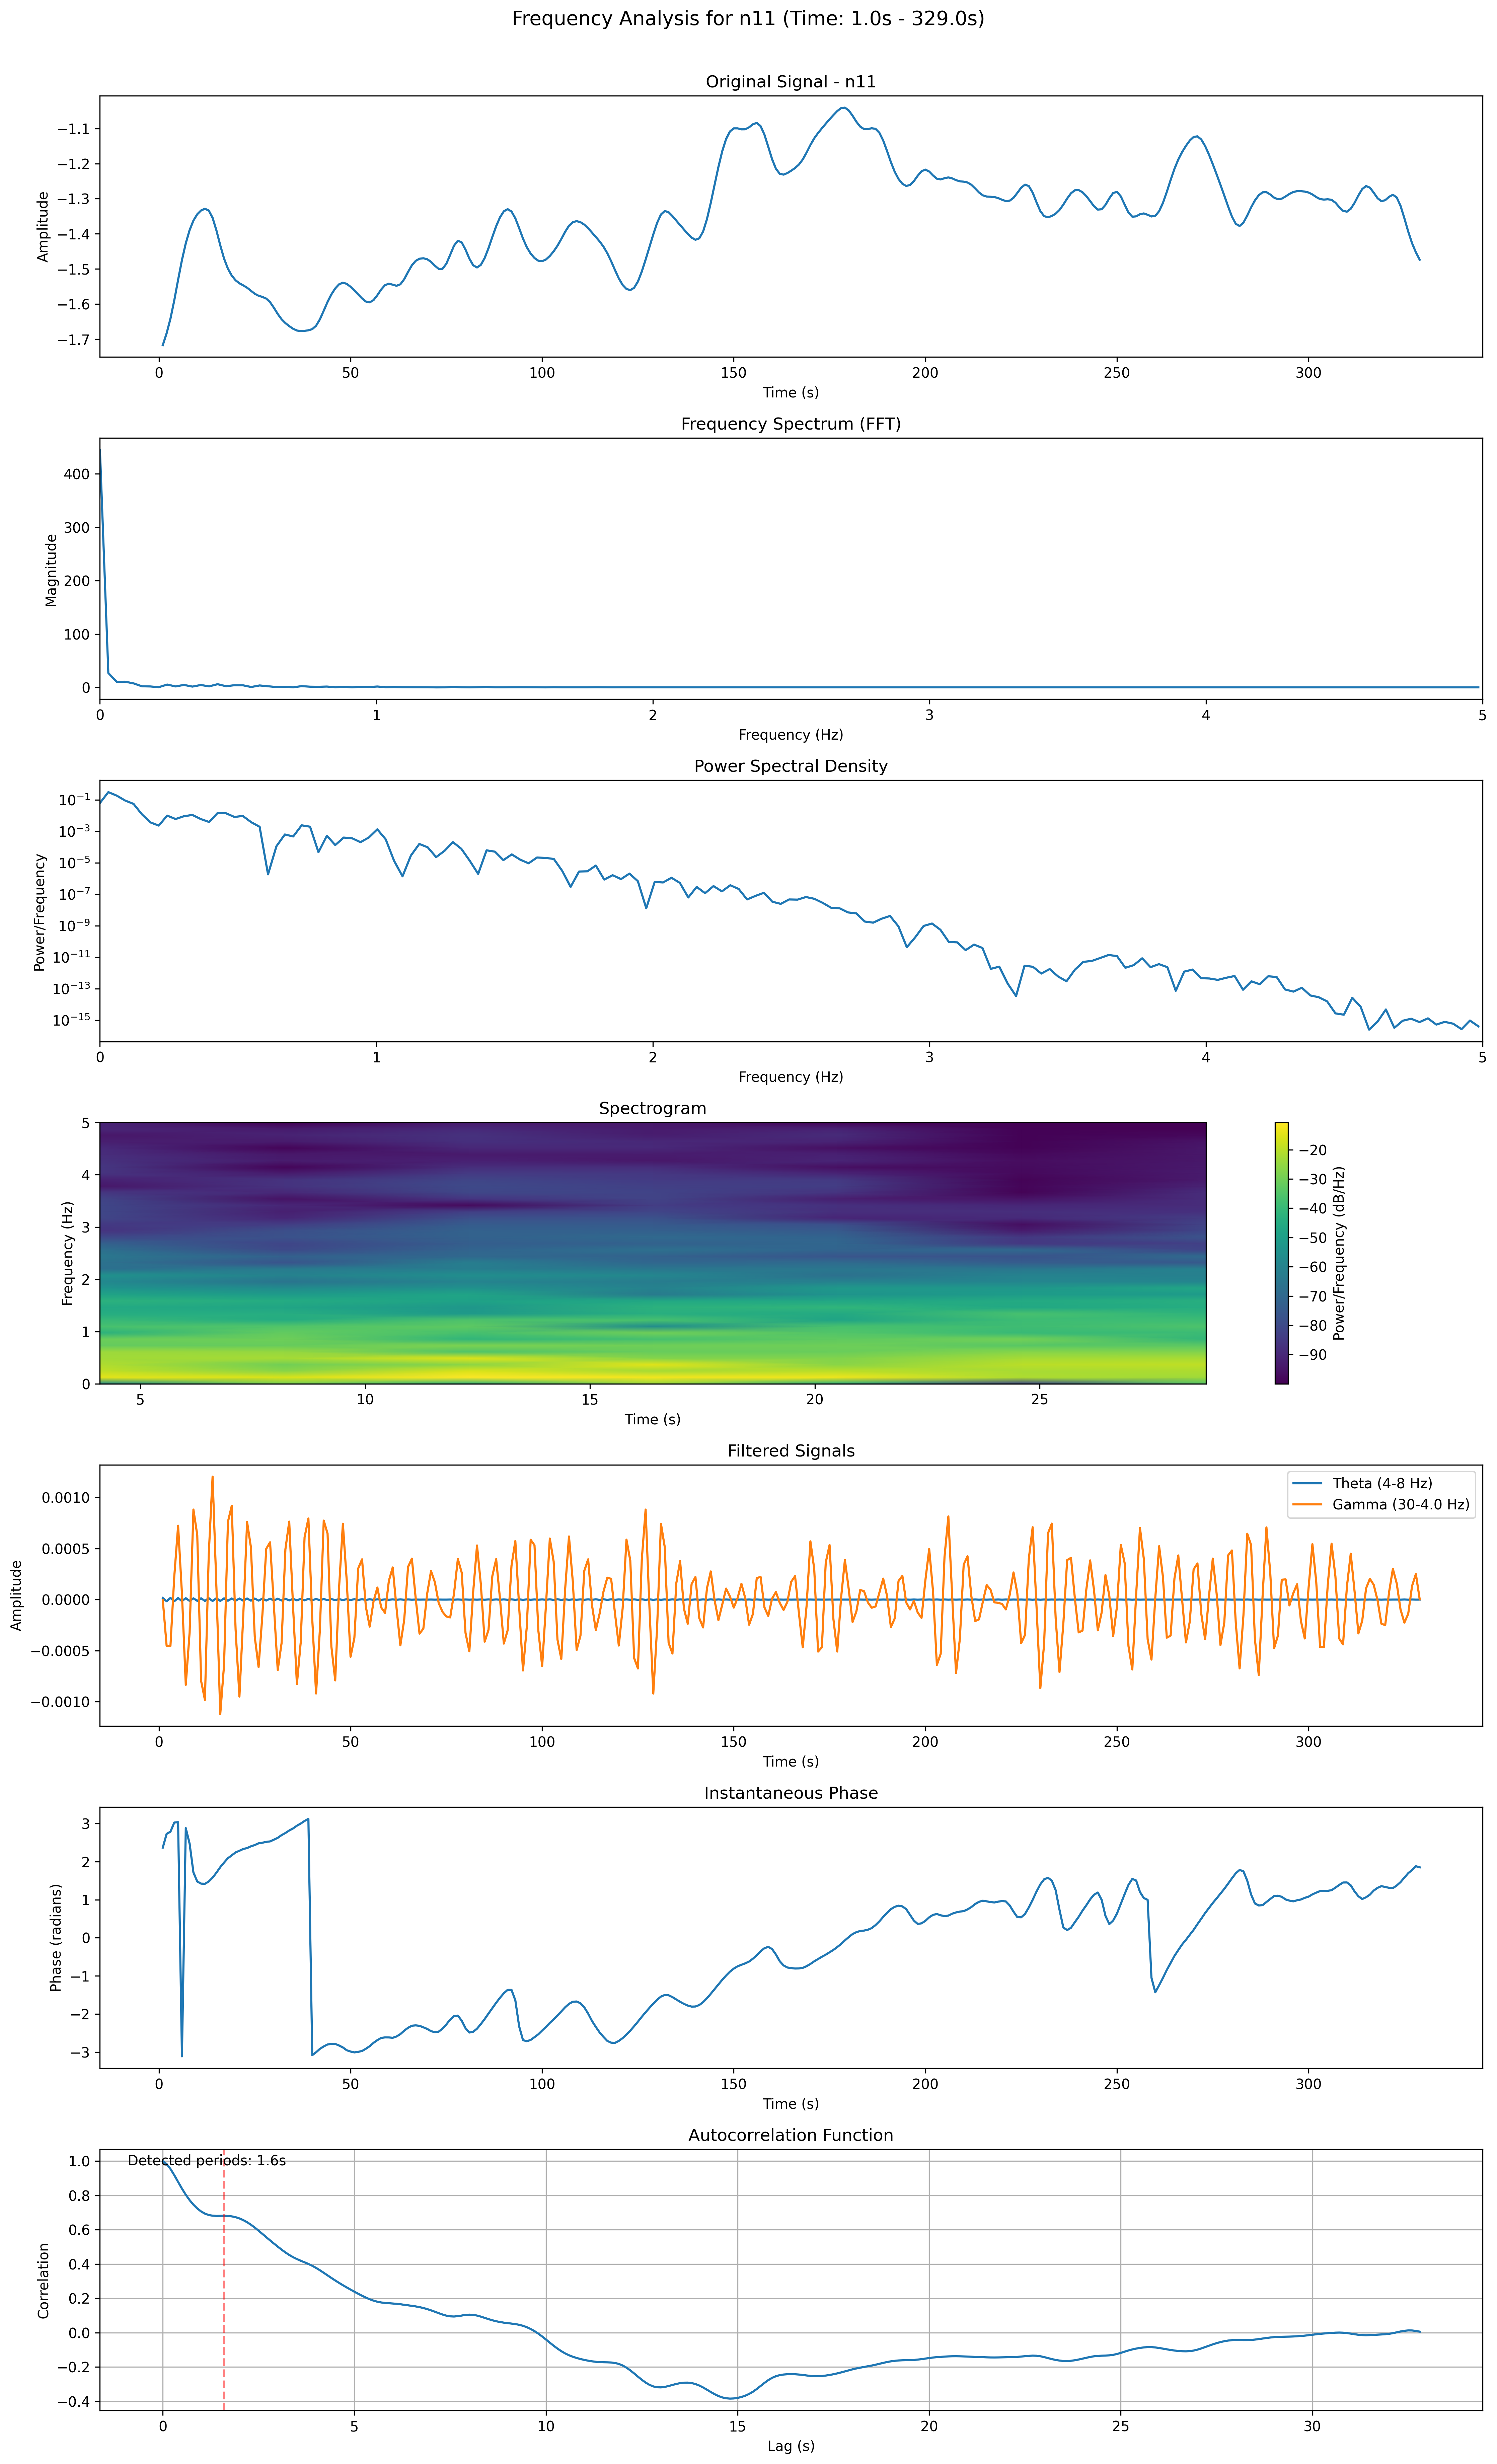 Frequency Analysis for n11 (Time: 1.0s - 329.0s)
Original Signal - n11
Amplitude
−1.1
−1.2
−1.3
−1.4
−1.5
−1.6
−1.7
0 50 100 150 200 250 300
Time (s)
Frequency Spectrum (FFT)
Magnitude
400
300
200
100
0
0 1 2 3 4 5
Frequency (Hz)
Power Spectral Density
Power/Frequency
10⁻¹
10⁻³
10⁻⁵
10⁻⁷
10⁻⁹
10⁻¹¹
10⁻¹³
10⁻¹⁵
0 1 2 3 4 5
Frequency (Hz)
Spectrogram
Frequency (Hz)
5
4
3
2
1
0
5 10 15 20 25
Time (s)
−20
−30
−40
−50
−60
−70
−80
−90
Power/Frequency (dB/Hz)
Filtered Signals
Amplitude
0.0010
0.0005
0.0000
−0.0005
−0.0010
Theta (4-8 Hz)
Gamma (30-4.0 Hz)
0 50 100 150 200 250 300
Time (s)
Instantaneous Phase
Phase (radians)
3
2
1
0
−1
−2
−3
0 50 100 150 200 250 300
Time (s)
Autocorrelation Function
Detected periods: 1.6s
Correlation
1.0
0.8
0.6
0.4
0.2
0.0
−0.2
−0.4
0 5 10 15 20 25 30
Lag (s)